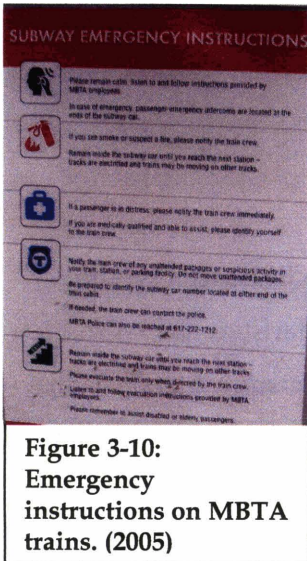 SUBWAY EMERGENCY INSTRUCTIONS
Please remain calm, listen to and follow instructions provided by
MBTA employees.
In case of emergency, passenger emergency intercoms are located at the
ends of the subway car.
If you see smoke or suspect a fire, please notify the train crew.
Remain inside the subway car until you reach the next station –
tracks are electrified and trains may be moving on other tracks.
If a passenger is in distress, please notify the train crew immediately.
If you are medically qualified and able to assist, please identify yourself
to the train crew.
Notify the train crew of any unattended packages or suspicious activity in
your train, station, or parking facility. Do not move unattended packages.
Be prepared to identify the subway car number located at either end of the
train cabin.
If needed, the train crew can contact the police.
MBTA Police can also be reached at 617-222-1212.
Remain inside the subway car until you reach the next station –
tracks are electrified and trains may be moving on other tracks.
Please evacuate the train only when directed by the train crew.
Listen to and follow evacuation instructions provided by MBTA
employees.
Please remember to assist disabled or elderly passengers.
Figure 3-10:
Emergency
instructions on MBTA
trains. (2005)